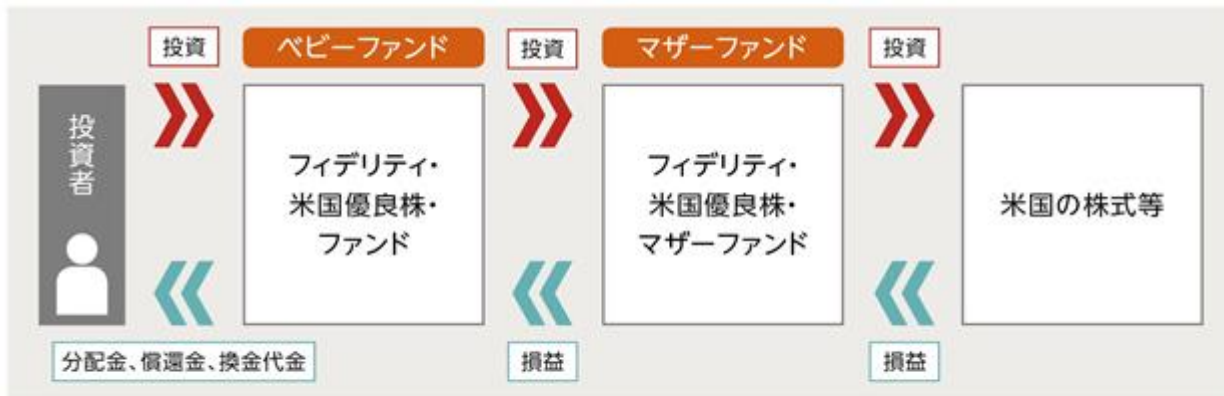 投資
ベビーファンド
投資
マザーファンド
投資
投資者
フィデリティ・
米国優良株・
ファンド
フィデリティ・
米国優良株・
マザーファンド
米国の株式等
分配金、償還金、換金代金
損益
損益